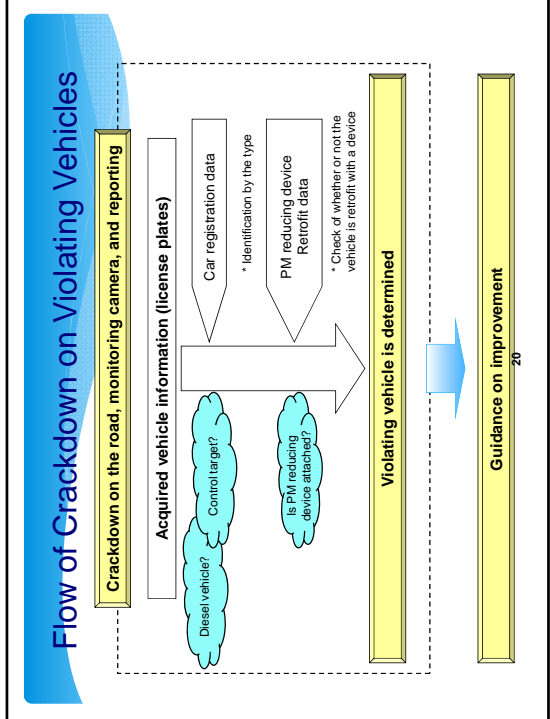 Flow of Crackdown on Violating Vehicles
Crackdown on the road, monitoring camera, and reporting
Acquired vehicle information (license plates)
Diesel vehicle?
Control target?
Car registration data
* Identification by the type
Is PM reducing
device attached?
PM reducing device
Retrofit data
* Check of whether or not the
vehicle is retrofit with a device
Violating vehicle is determined
Guidance on improvement
20